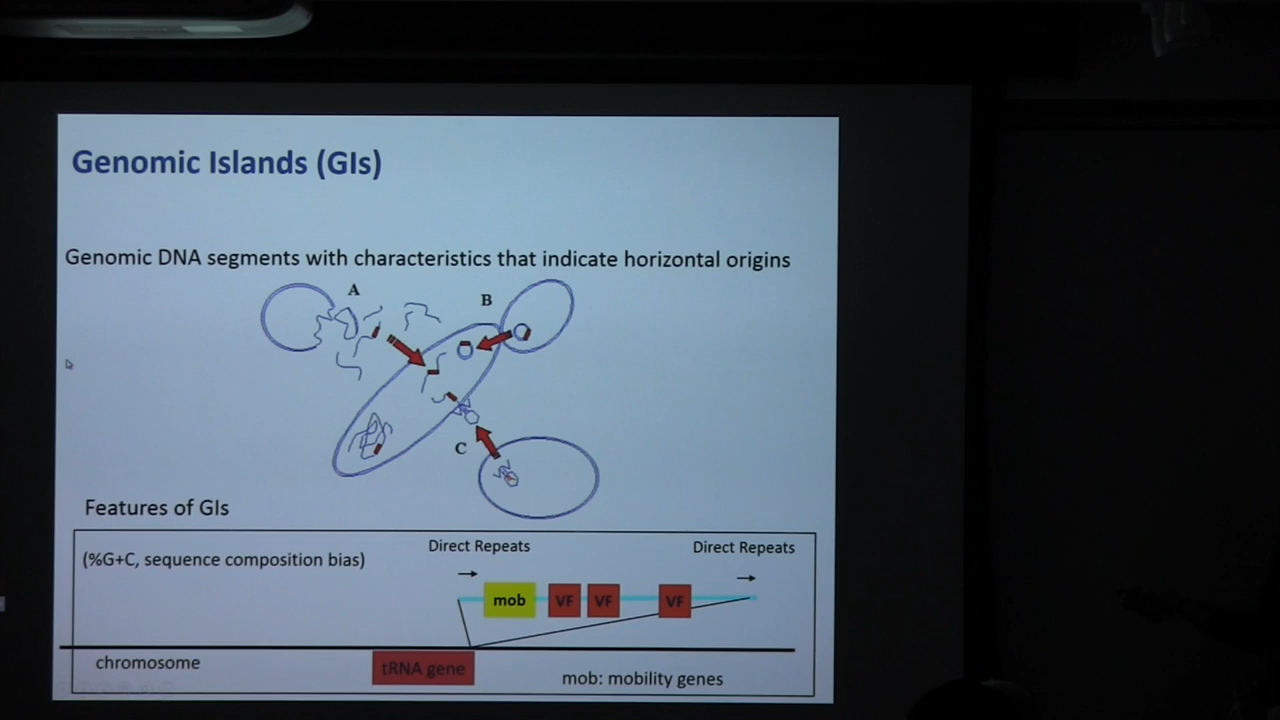 Genomic Islands (GIs)
Genomic DNA segments with characteristics that indicate horizontal origins
A
B
C
Features of GIs
(%G+C, sequence composition bias)
Direct Repeats
Direct Repeats
mob
VF
VF
VF
chromosome
tRNA gene
mob: mobility genes